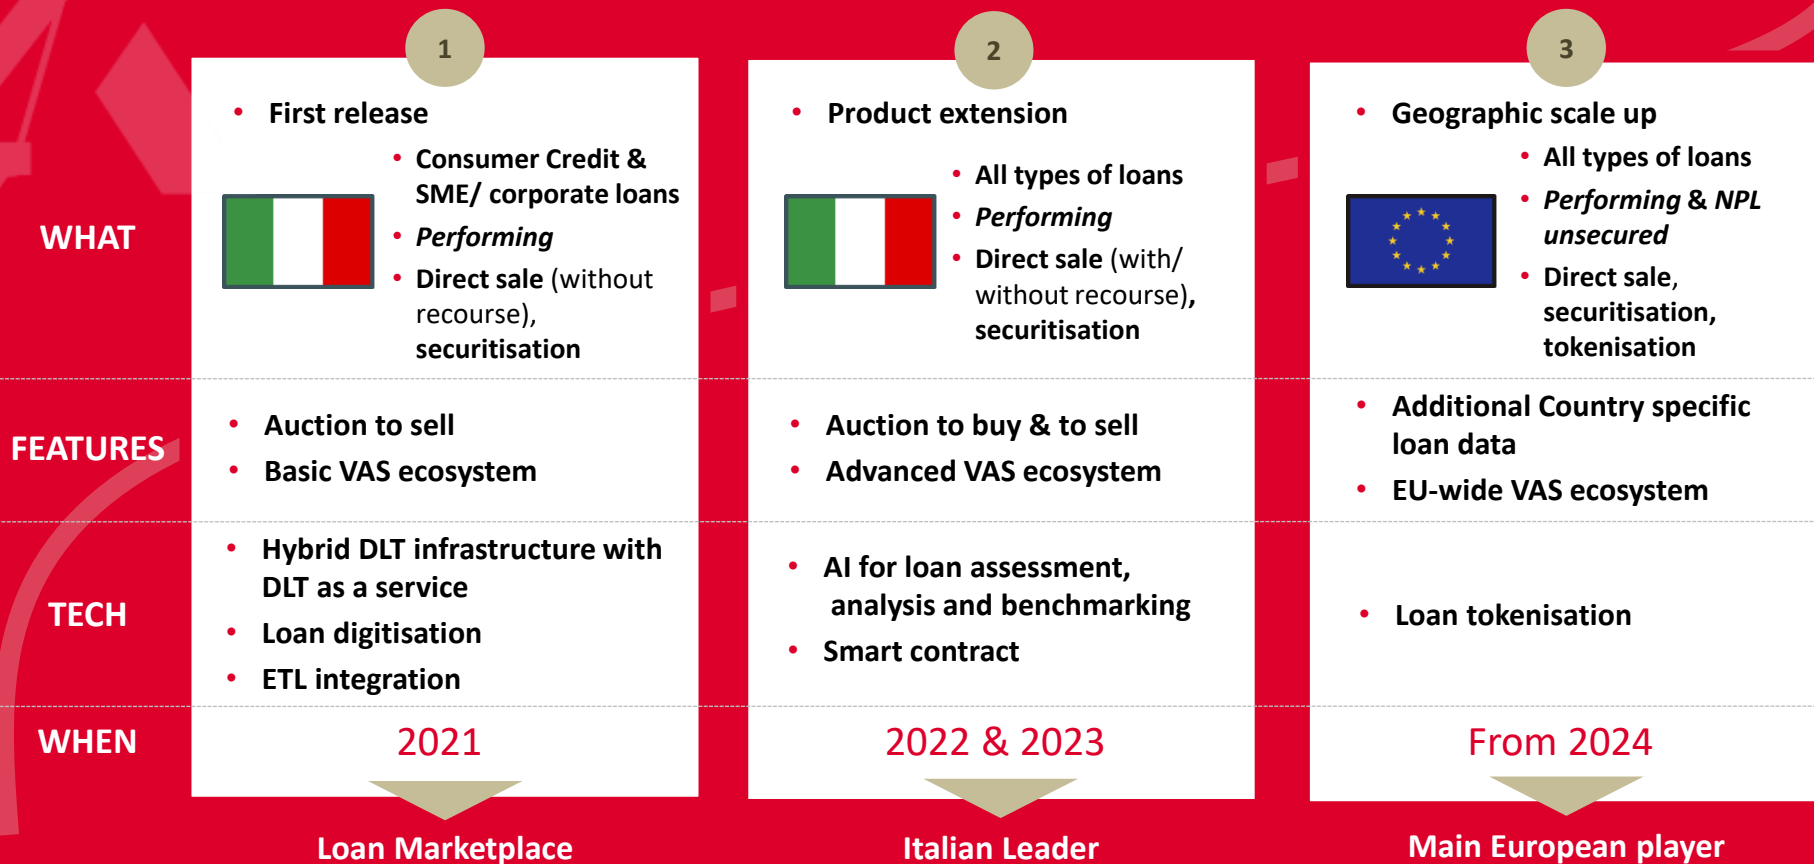 1
2
3
WHAT
• First release
• Consumer Credit &
SME/ corporate loans
• Performing
• Direct sale (without
recourse),
securitisation
• Product extension
• All types of loans
• Performing
• Direct sale (with/
without recourse),
securitisation
• Geographic scale up
• All types of loans
• Performing & NPL
unsecured
• Direct sale,
securitisation,
tokenisation
FEATURES
• Auction to sell
• Basic VAS ecosystem
• Auction to buy & to sell
• Advanced VAS ecosystem
• Additional Country specific
loan data
• EU-wide VAS ecosystem
TECH
• Hybrid DLT infrastructure with
DLT as a service
• Loan digitisation
• ETL integration
• AI for loan assessment,
analysis and benchmarking
• Smart contract
• Loan tokenisation
WHEN
2021
2022 & 2023
From 2024
Loan Marketplace
Italian Leader
Main European player